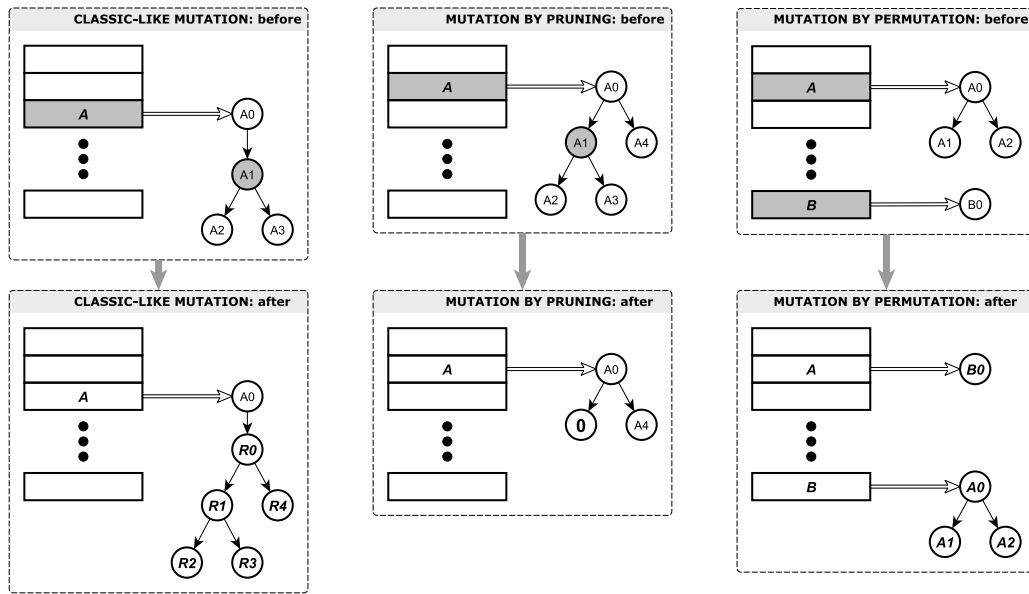 CLASSIC-LIKE MUTATION: before
A
A0
A1
A2 A3
MUTATION BY PRUNING: before
A
A0
A1 A4
A2 A3
MUTATION BY PERMUTATION: before
A
A0
A1 A2
B
B0
CLASSIC-LIKE MUTATION: after
A
A0
R0
R1 R4
R2 R3
MUTATION BY PRUNING: after
A
A0
0 A4
MUTATION BY PERMUTATION: after
A
B0
B
A0
A1 A2